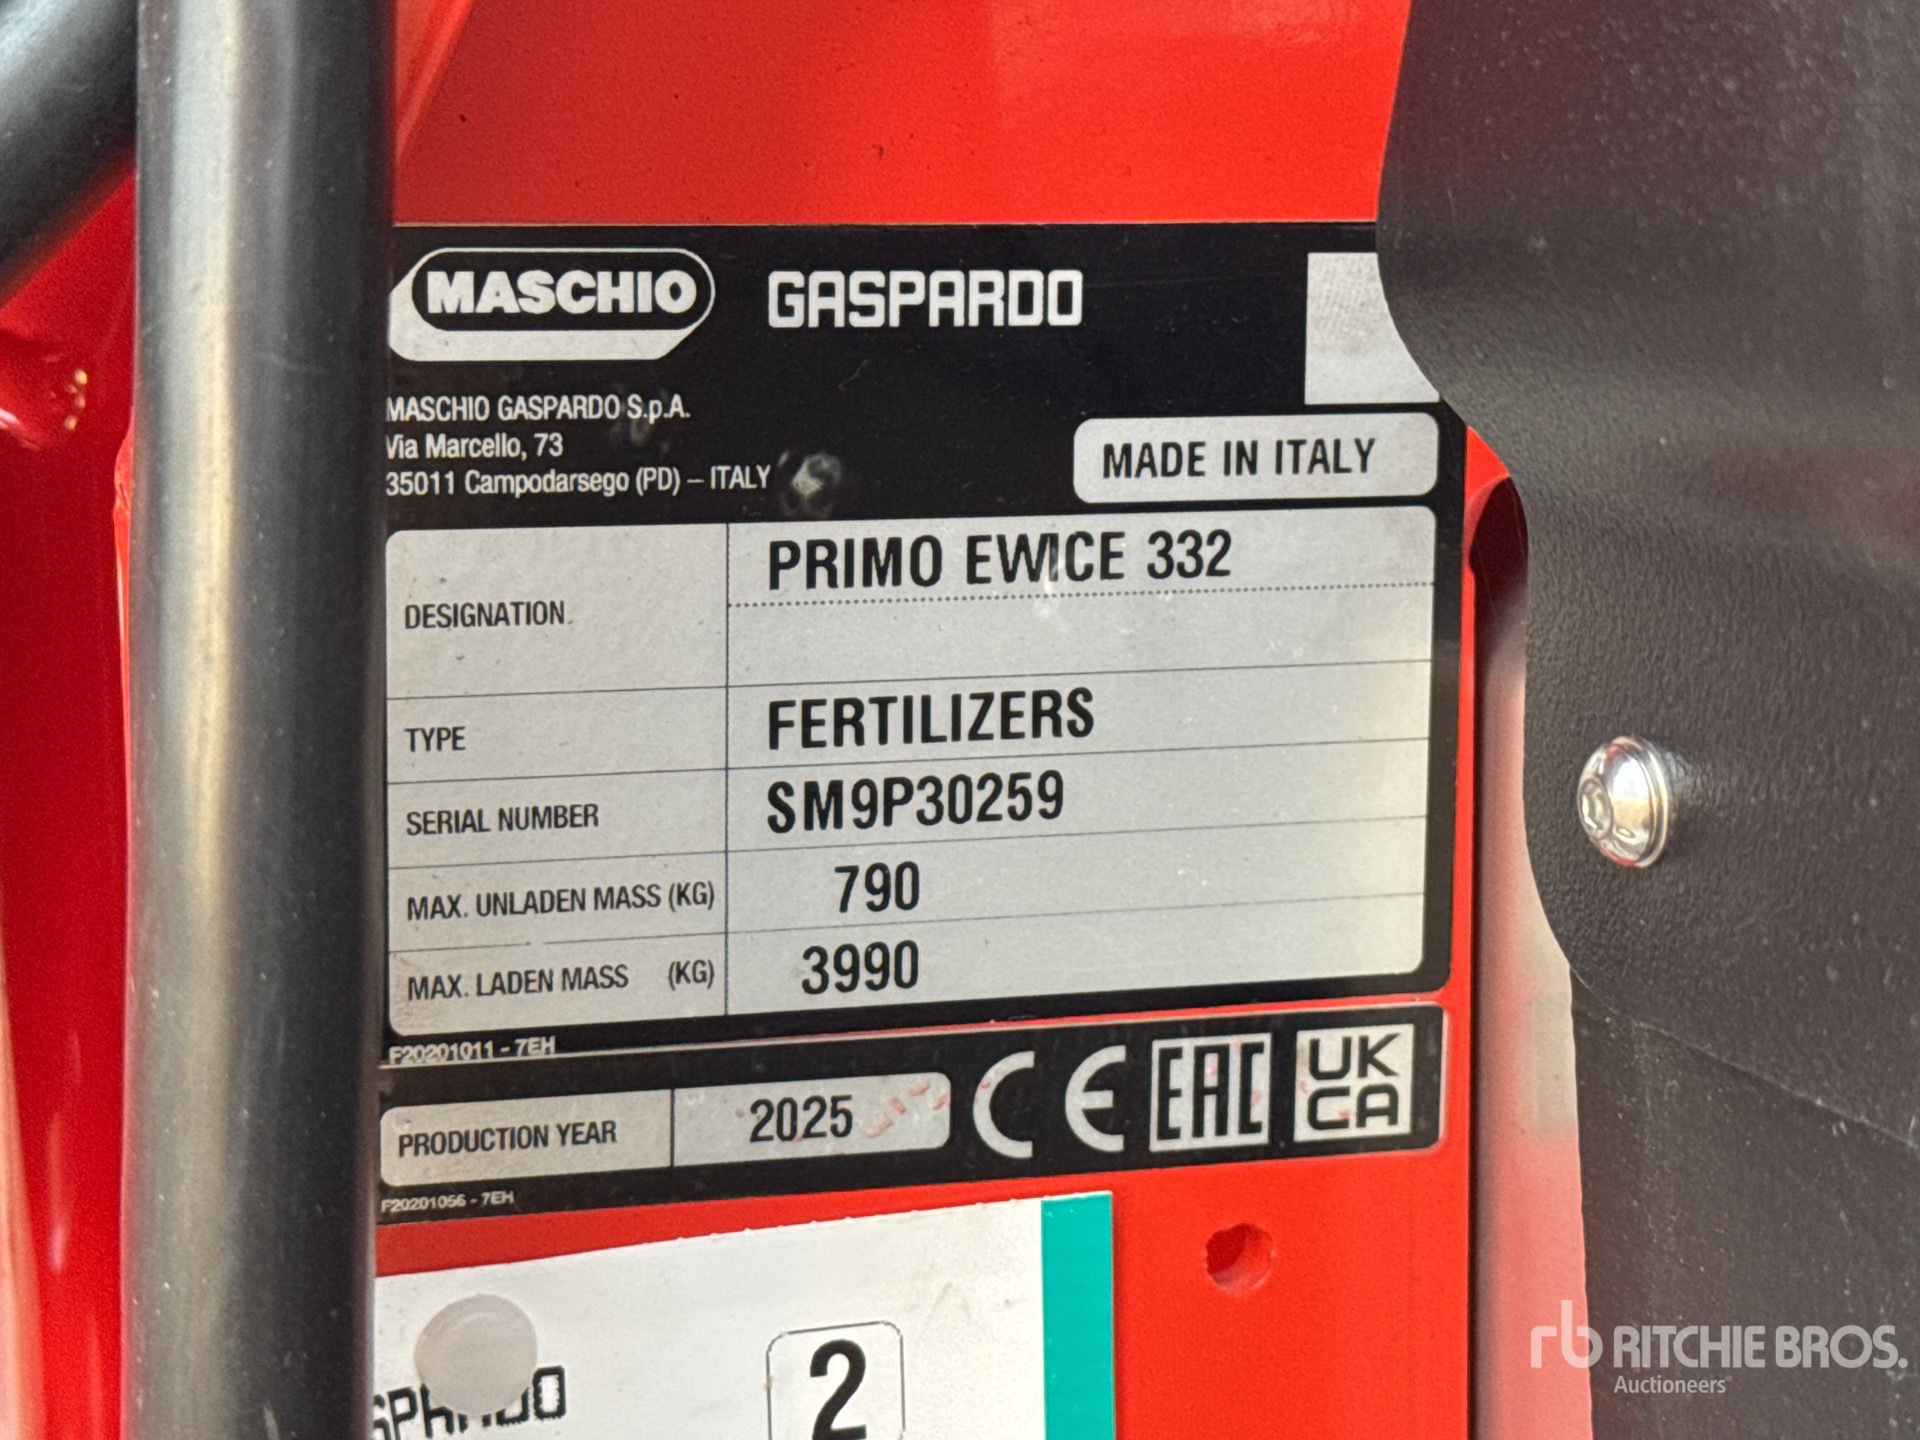 MASCHIO GASPARDO
MASCHIO GASPARDO S.p.A.
Via Marcello, 73
35011 Campodarsego (PD) – ITALY
MADE IN ITALY
DESIGNATION
PRIMO EWICE 332
TYPE
FERTILIZERS
SERIAL NUMBER
SM9P30259
MAX. UNLADEN MASS (KG)
790
MAX. LADEN MASS (KG)
3990
F20201011 - 7EH
PRODUCTION YEAR
2025
CE EAC UK CA
F20201056 - 7EH
2
rb RITCHIE BROS.
Auctioneers